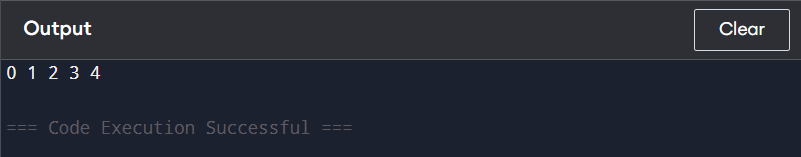 Output
Clear
0 1 2 3 4
=== Code Execution Successful ===